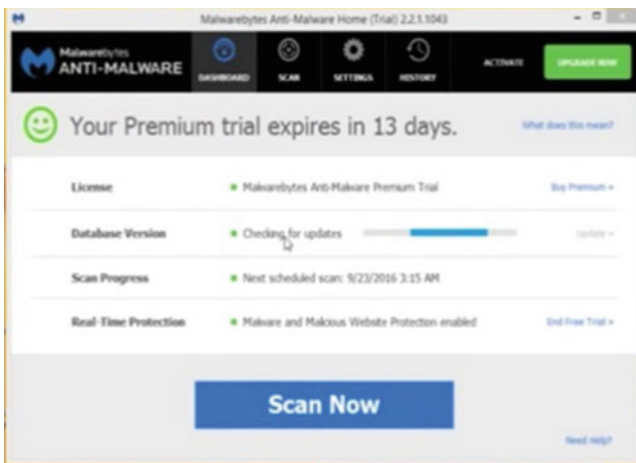 Malwarebytes Anti-Malware Home (Trial) 2.2.1.1043
Malwarebytes
ANTI-MALWARE
DASHBOARD
SCAN
SETTINGS
HISTORY
ACTIVATE
UPGRADE NOW
Your Premium trial expires in 13 days.
What does this mean?
License
Malwarebytes Anti-Malware Premium Trial
Buy Premium »
Database Version
Checking for updates
Update »
Scan Progress
Next scheduled scan: 9/23/2016 3:15 AM
Real-Time Protection
Malware and Malicious Website Protection enabled
End Free Trial »
Scan Now
Need Help?